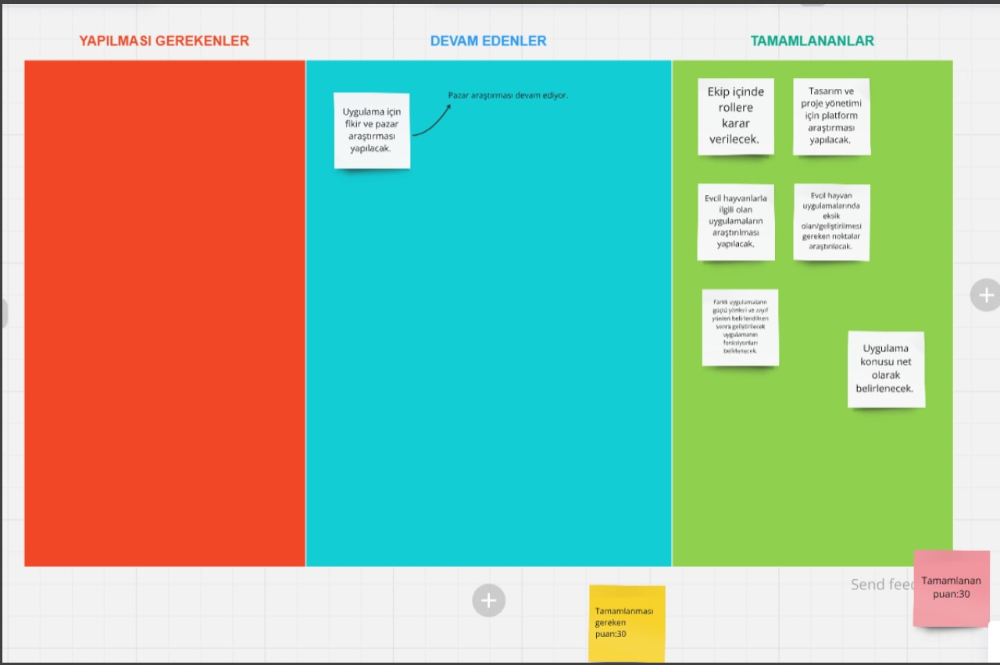 YAPILMASI GEREKENLER
DEVAM EDENLER
TAMAMLANANLAR
Uygulama için
fikir ve pazar
araştırması
yapılacak.
Pazar araştırması devam ediyor.
Ekip içinde
rollere
karar
verilecek.
Tasarım ve
proje yönetimi
için platform
araştırması
yapılacak.
Evcil hayvanlarla
ilgili olan
uygulamaların
araştırılması
yapılacak.
Evcil hayvan
uygulamalarında
eksik
olan/geliştirilmesi
gereken noktalar
araştırılacak.
Farklı uygulamaların
güçlü yönleri ve zayıf
yönleri belirlendikten
sonra geliştirilecek
uygulamanın
fonksiyonları
belirlenecek.
Uygulama
konusu net
olarak
belirlenecek.
Tamamlanması
gereken
puan:30
Send feed
Tamamlanan
puan:30